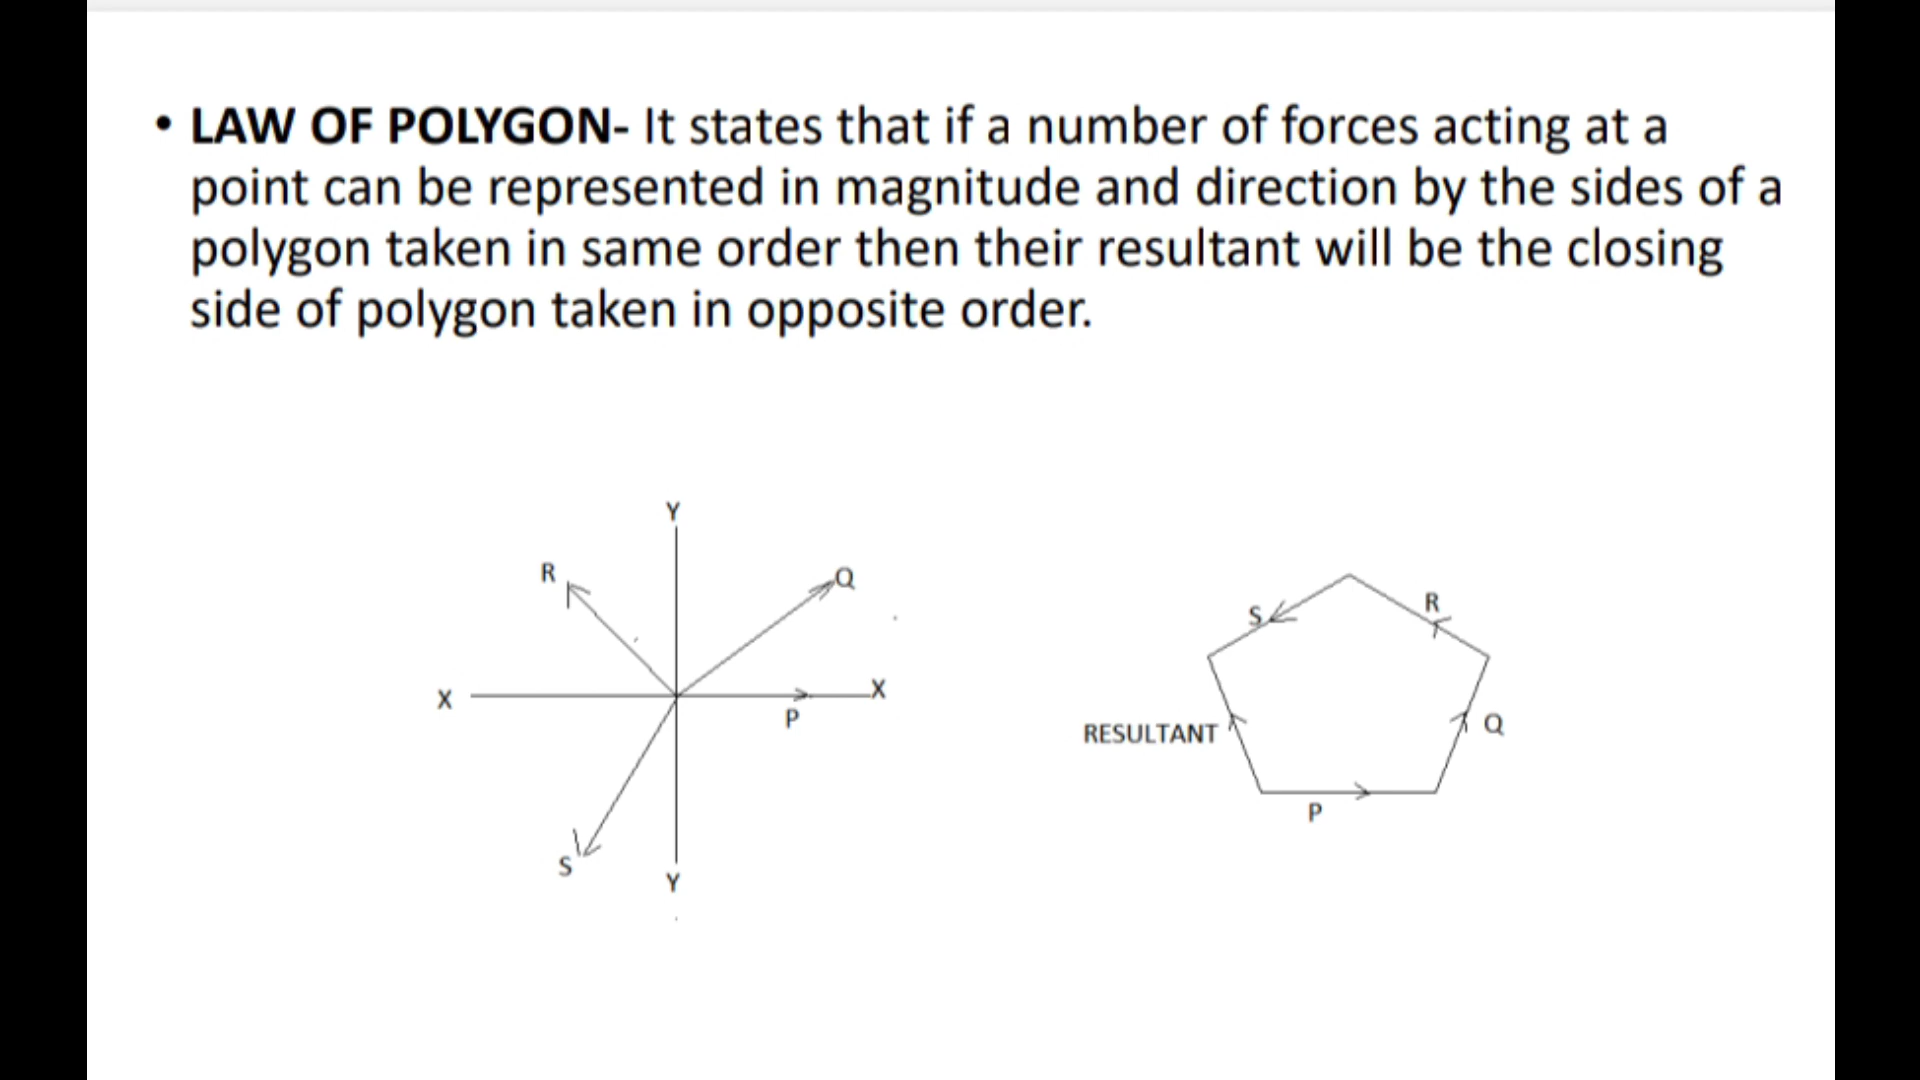 • LAW OF POLYGON- It states that if a number of forces acting at a
point can be represented in magnitude and direction by the sides of a
polygon taken in same order then their resultant will be the closing
side of polygon taken in opposite order.
Y
R
Q
X
X
P
S
Y
S
R
RESULTANT
Q
P